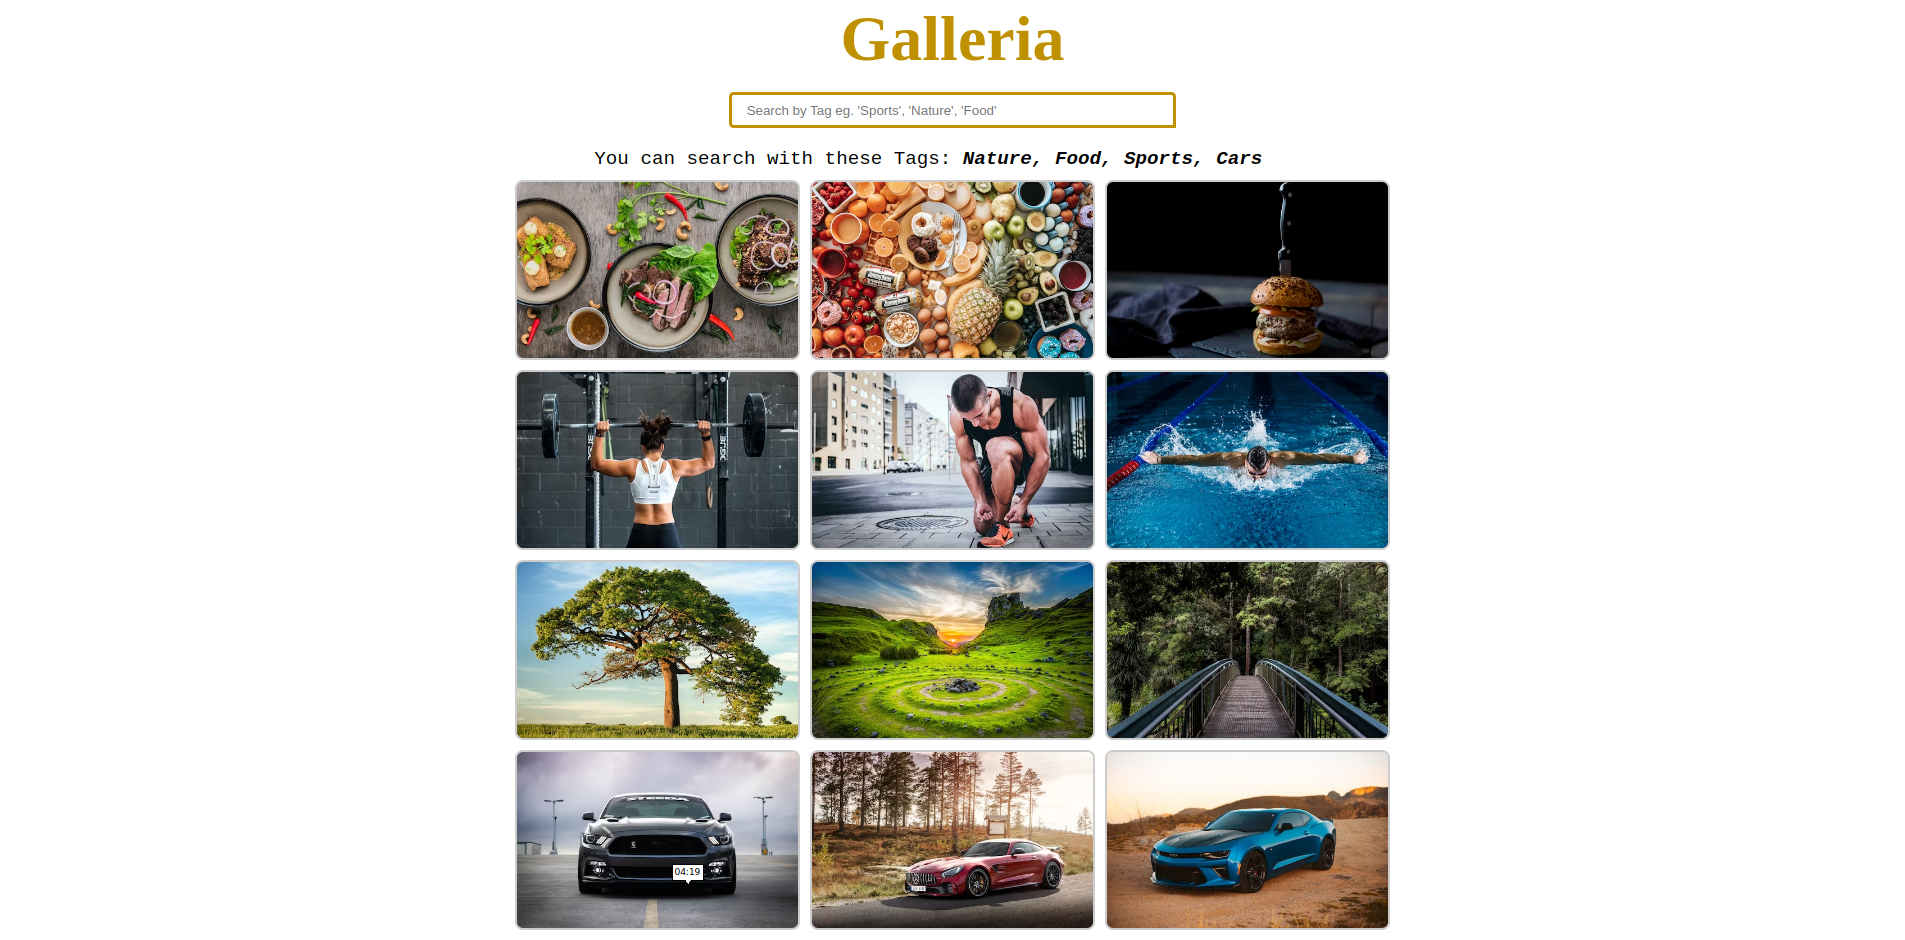 Galleria
Search by Tag eg. 'Sports', 'Nature', 'Food'
You can search with these Tags: Nature, Food, Sports, Cars
04:19